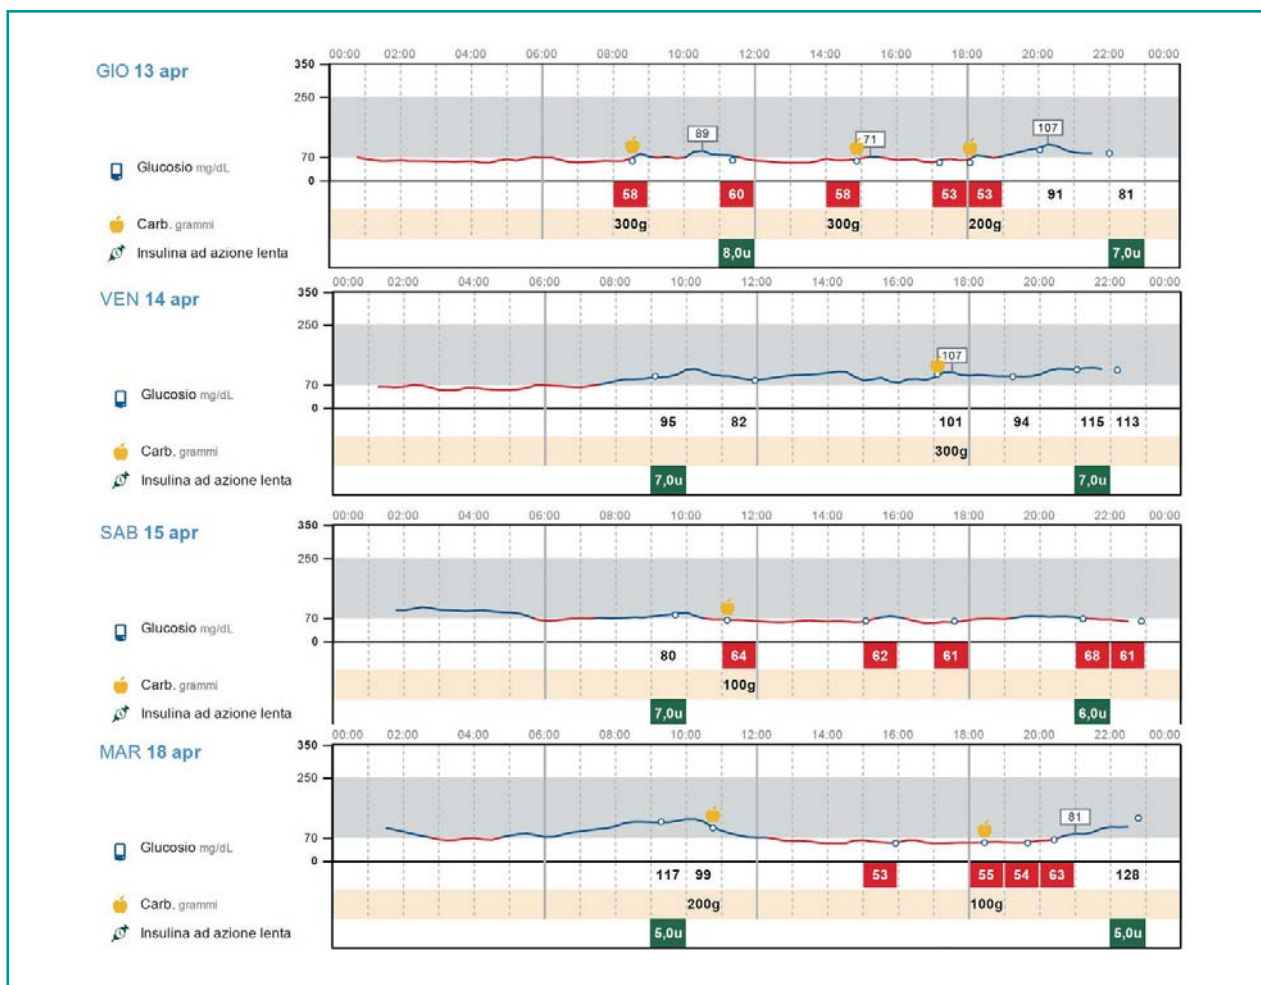 00:00 02:00 04:00 06:00 08:00 10:00 12:00 14:00 16:00 18:00 20:00 22:00 00:00
GIO 13 apr
350
250
89 71 107
70
Glucosio mg/dL
0
58 60 58 53 53 91 81
Carb. grammi
300g 300g 200g
Insulina ad azione lenta
8,0u 7,0u
00:00 02:00 04:00 06:00 08:00 10:00 12:00 14:00 16:00 18:00 20:00 22:00 00:00
VEN 14 apr
350
250
107
70
Glucosio mg/dL
0
95 82 101 94 115 113
Carb. grammi
300g
Insulina ad azione lenta
7,0u 7,0u
00:00 02:00 04:00 06:00 08:00 10:00 12:00 14:00 16:00 18:00 20:00 22:00 00:00
SAB 15 apr
350
250
70
Glucosio mg/dL
0
80 64 62 61 68 61
Carb. grammi
100g
Insulina ad azione lenta
7,0u 6,0u
00:00 02:00 04:00 06:00 08:00 10:00 12:00 14:00 16:00 18:00 20:00 22:00 00:00
MAR 18 apr
350
250
81
70
Glucosio mg/dL
0
117 99 53 55 54 63 128
Carb. grammi
200g 100g
Insulina ad azione lenta
5,0u 5,0u